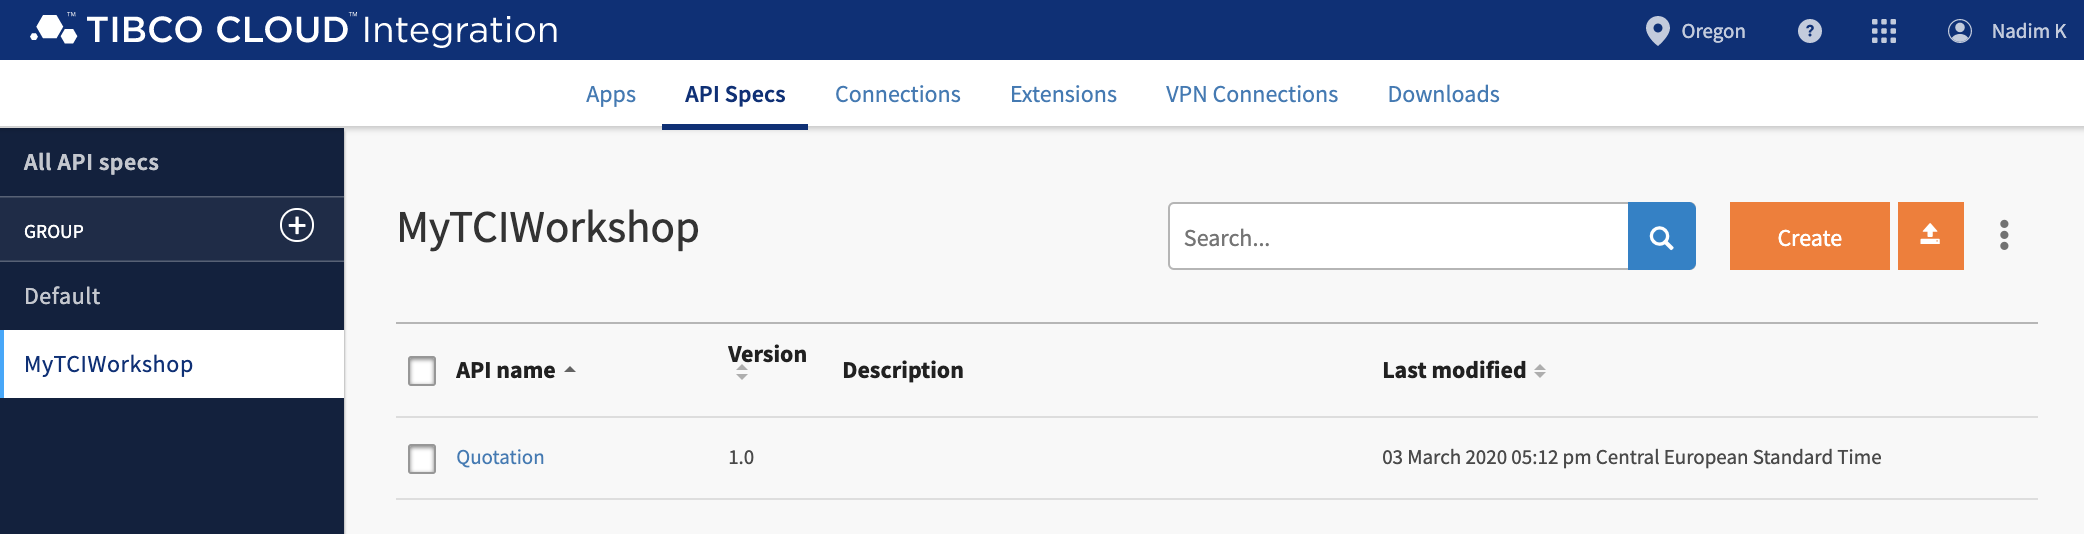 TIBCO CLOUD™ Integration
Oregon
?
Nadim K
Apps
API Specs
Connections
Extensions
VPN Connections
Downloads
All API specs
GROUP
Default
MyTCIWorkshop
MyTCIWorkshop
Search...
Create
API name
Version
Description
Last modified
Quotation
1.0
03 March 2020 05:12 pm Central European Standard Time